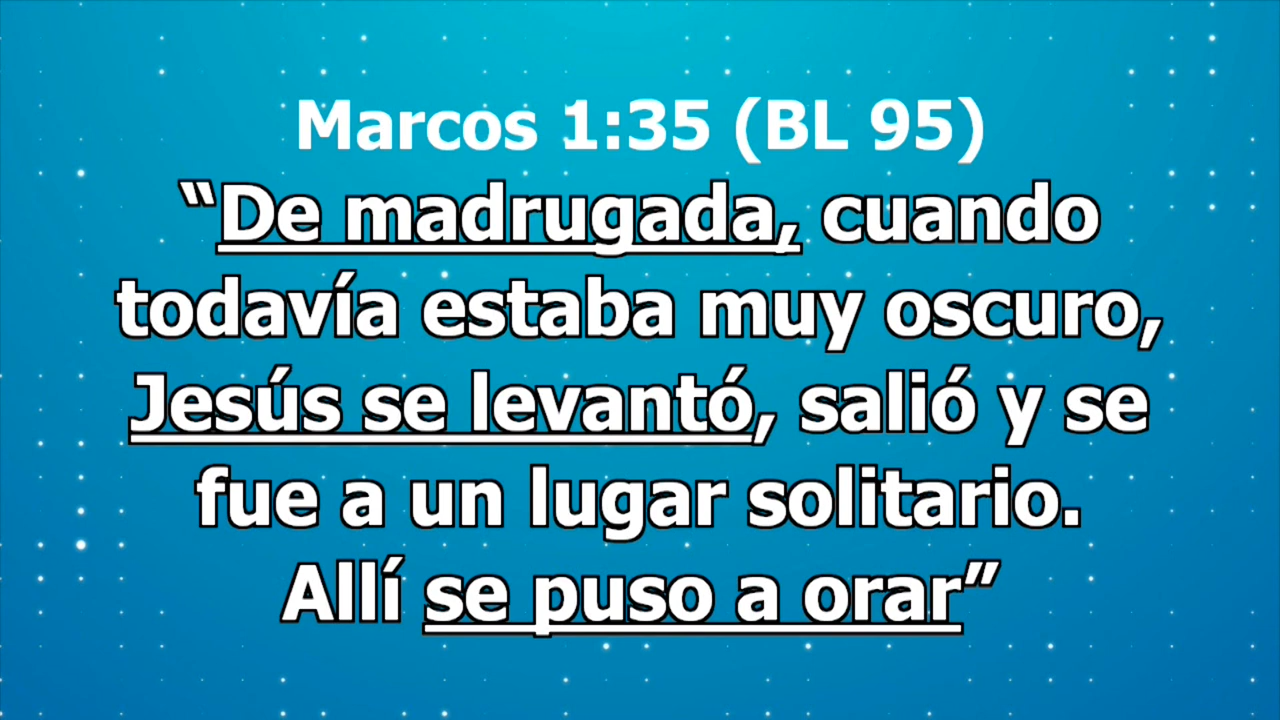 Marcos 1:35 (BL 95)
“De madrugada, cuando
todavía estaba muy oscuro,
Jesús se levantó, salió y se
fue a un lugar solitario.
Allí se puso a orar”